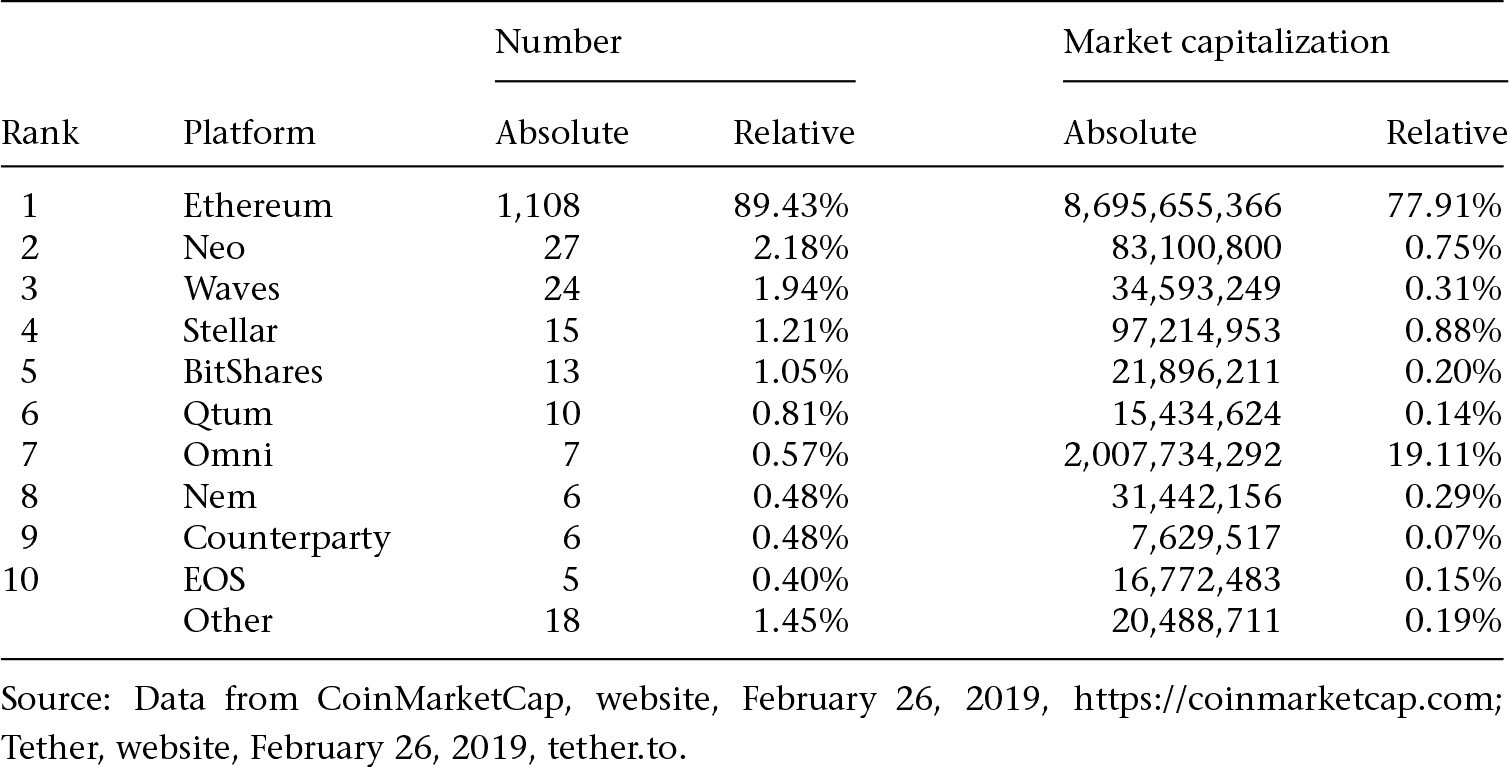 Number Market capitalization
Rank Platform Absolute Relative Absolute Relative
1 Ethereum 1,108 89.43% 8,695,655,366 77.91%
2 Neo 27 2.18% 83,100,800 0.75%
3 Waves 24 1.94% 34,593,249 0.31%
4 Stellar 15 1.21% 97,214,953 0.88%
5 BitShares 13 1.05% 21,896,211 0.20%
6 Qtum 10 0.81% 15,434,624 0.14%
7 Omni 7 0.57% 2,007,734,292 19.11%
8 Nem 6 0.48% 31,442,156 0.29%
9 Counterparty 6 0.48% 7,629,517 0.07%
10 EOS 5 0.40% 16,772,483 0.15%
Other 18 1.45% 20,488,711 0.19%
Source: Data from CoinMarketCap, website, February 26, 2019, https://coinmarketcap.com;
Tether, website, February 26, 2019, tether.to.